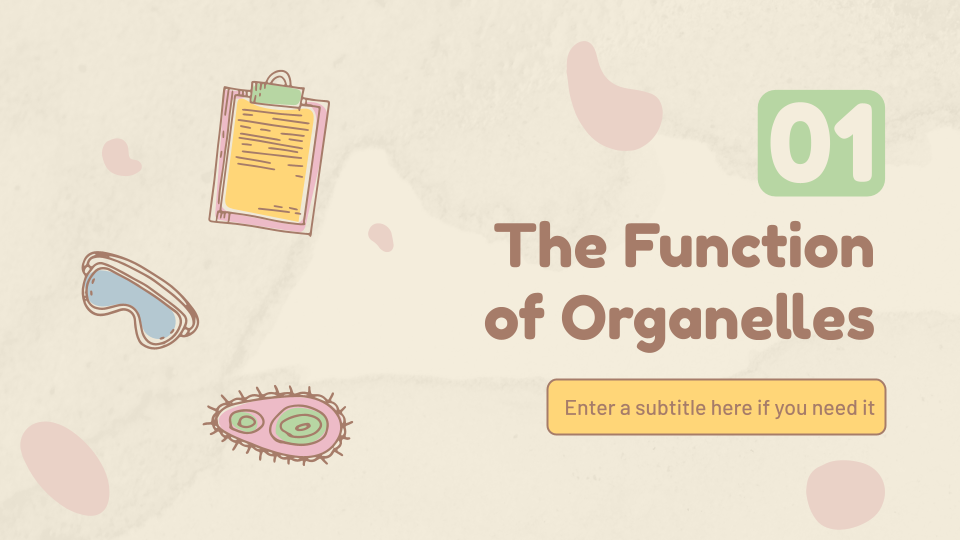 01
The Function
of Organelles
Enter a subtitle here if you need it